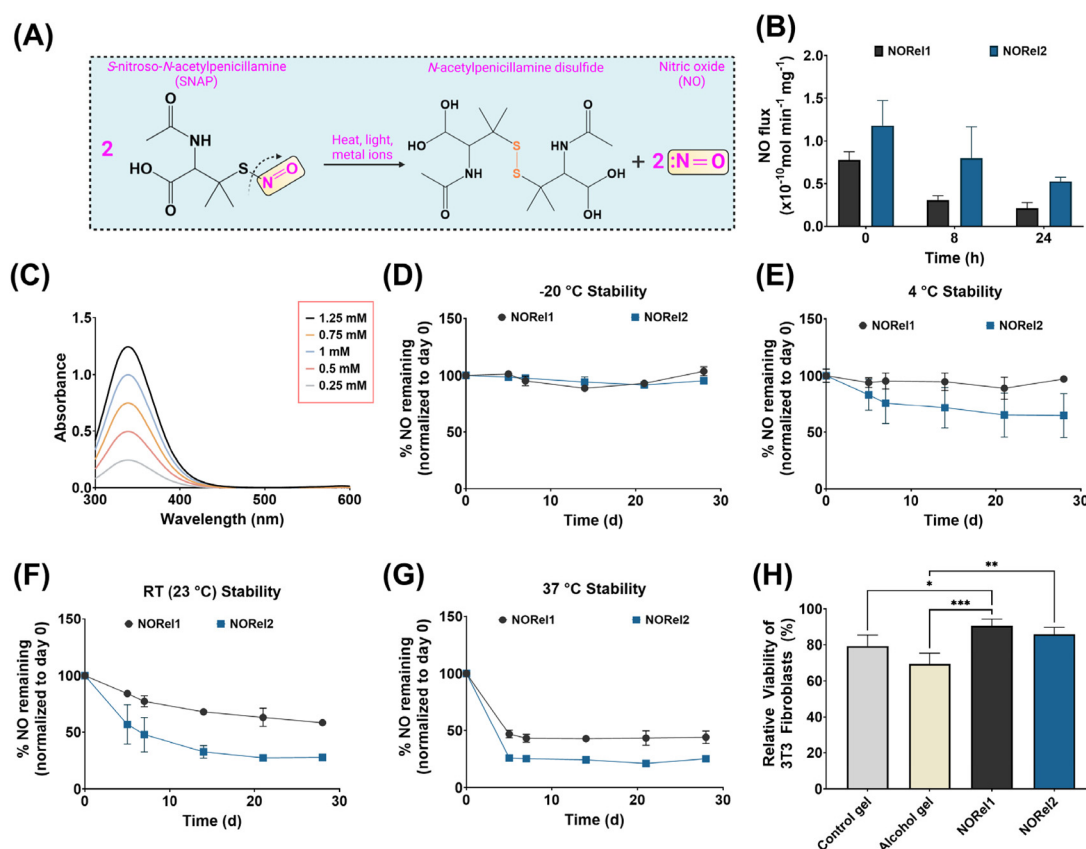 (A)
S-nitroso-N-acetylpenicillamine
(SNAP)
N-acetylpenicillamine disulfide
Nitric oxide
(NO)
2
O
NH
HO
O
S
N=O
Heat, light,
metal ions
OH
HO
O
NH
S
S
O
HN
OH
OH
+ 2 :N=O
(B)
NORel1
NORel2
NO flux
(x10-10mol min-1 mg-1)
2.0
1.5
1.0
0.5
0.0
0
8
24
Time (h)
(C)
Absorbance
1.5
1.0
0.5
0.0
300
400
500
600
Wavelength (nm)
1.25 mM
0.75 mM
1 mM
0.5 mM
0.25 mM
(D)
-20 °C Stability
NORel1
NORel2
% NO remaining
(normalized to day 0)
150
100
50
0
0
10
20
30
Time (d)
(E)
4 °C Stability
NORel1
NORel2
% NO remaining
(normalized to day 0)
150
100
50
0
0
10
20
30
Time (d)
(F)
RT (23 °C) Stability
NORel1
NORel2
% NO remaining
(normalized to day 0)
150
100
50
0
0
10
20
30
Time (d)
(G)
37 °C Stability
NORel1
NORel2
% NO remaining
(normalized to day 0)
150
100
50
0
0
10
20
30
Time (d)
(H)
Relative Viability of
3T3 Fibroblasts (%)
100
80
60
40
20
0
*
**
***
Control gel
Alcohol gel
NORel1
NORel2